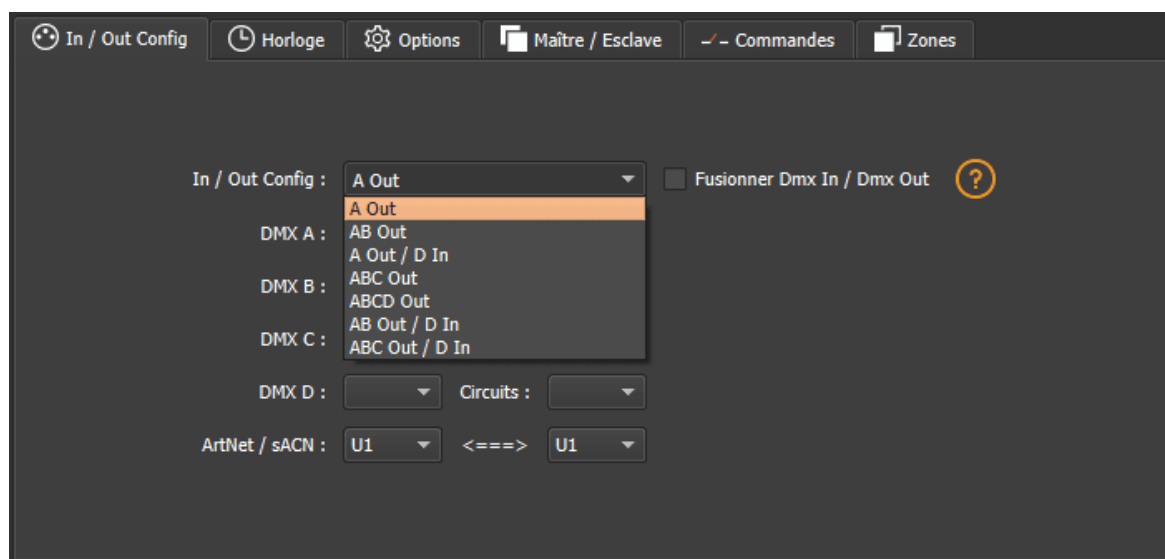 In / Out Config Horloge Options Maître / Esclave Commandes Zones
In / Out Config : A Out Fusionner Dmx In / Dmx Out ?
A Out
DMX A : AB Out
A Out / D In
DMX B : ABC Out
ABCD Out
AB Out / D In
DMX C : ABC Out / D In
DMX D : Circuits :
ArtNet / sACN : U1 <===> U1